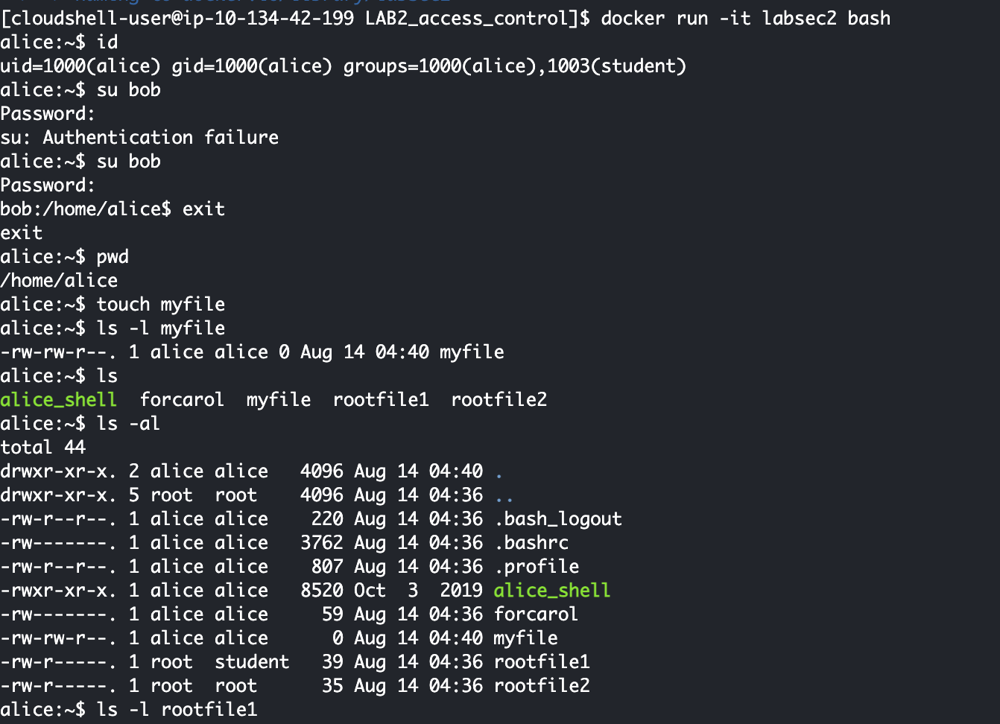 [cloudshell-user@ip-10-134-42-199 LAB2_access_control]$ docker run -it labsec2 bash
alice:~$ id
uid=1000(alice) gid=1000(alice) groups=1000(alice),1003(student)
alice:~$ su bob
Password:
su: Authentication failure
alice:~$ su bob
Password:
bob:/home/alice$ exit
exit
alice:~$ pwd
/home/alice
alice:~$ touch myfile
alice:~$ ls -l myfile
-rw-rw-r--. 1 alice alice 0 Aug 14 04:40 myfile
alice:~$ ls
alice_shell  forcarol  myfile  rootfile1  rootfile2
alice:~$ ls -al
total 44
drwxr-xr-x. 2 alice alice   4096 Aug 14 04:40 .
drwxr-xr-x. 5 root  root    4096 Aug 14 04:36 ..
-rw-r--r--. 1 alice alice    220 Aug 14 04:36 .bash_logout
-rw-------. 1 alice alice   3762 Aug 14 04:36 .bashrc
-rw-r--r--. 1 alice alice    807 Aug 14 04:36 .profile
-rwxr-xr-x. 1 alice alice   8520 Oct  3  2019 alice_shell
-rw-------. 1 alice alice     59 Aug 14 04:36 forcarol
-rw-rw-r--. 1 alice alice      0 Aug 14 04:40 myfile
-rw-r-----. 1 root  student   39 Aug 14 04:36 rootfile1
-rw-r-----. 1 root  root      35 Aug 14 04:36 rootfile2
alice:~$ ls -l rootfile1